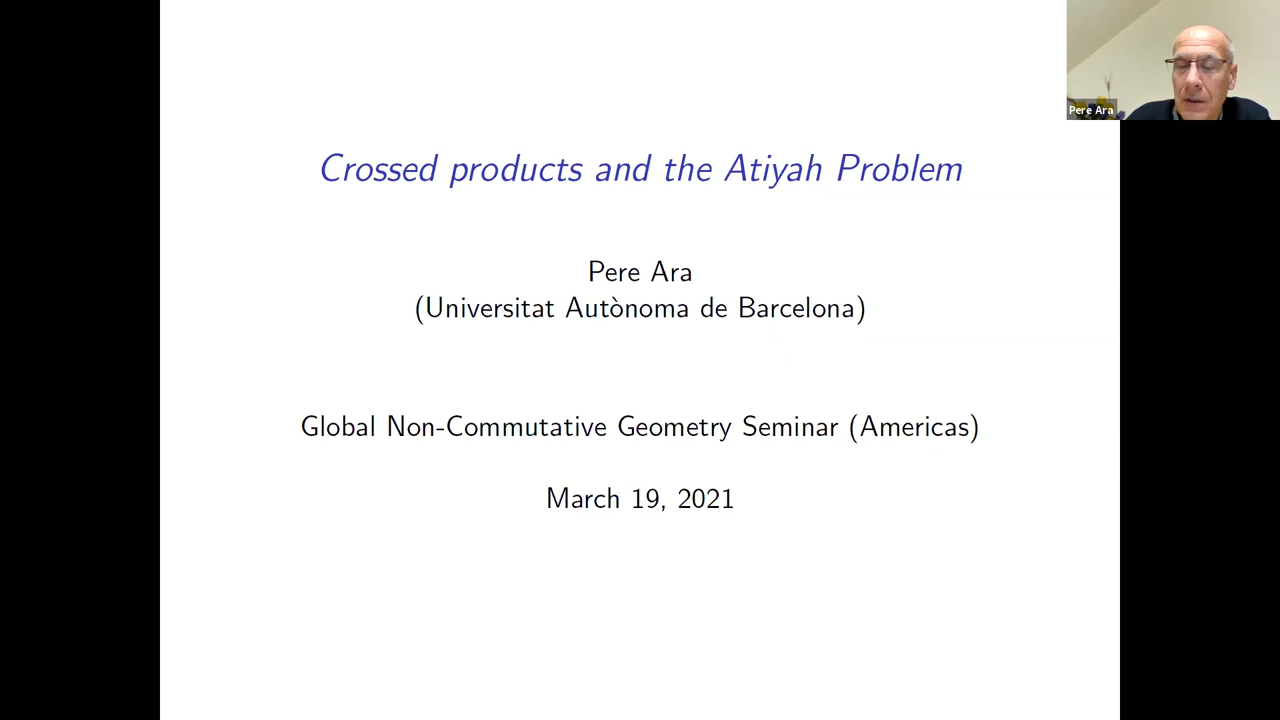 Crossed products and the Atiyah Problem
Pere Ara
(Universitat Autònoma de Barcelona)
Global Non-Commutative Geometry Seminar (Americas)
March 19, 2021
Pere Ara